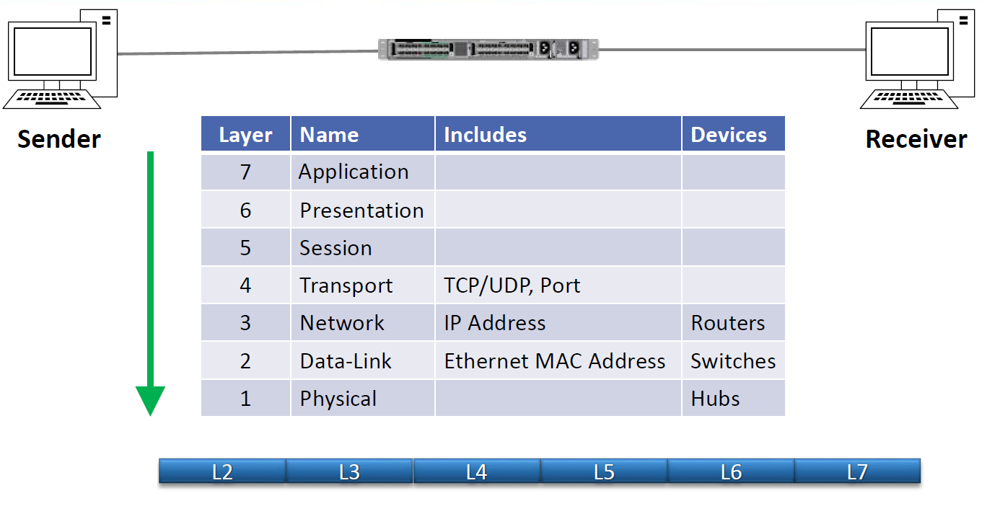 Sender
Receiver
Layer Name Includes Devices
7 Application
6 Presentation
5 Session
4 Transport TCP/UDP, Port
3 Network IP Address Routers
2 Data-Link Ethernet MAC Address Switches
1 Physical Hubs
L2 L3 L4 L5 L6 L7